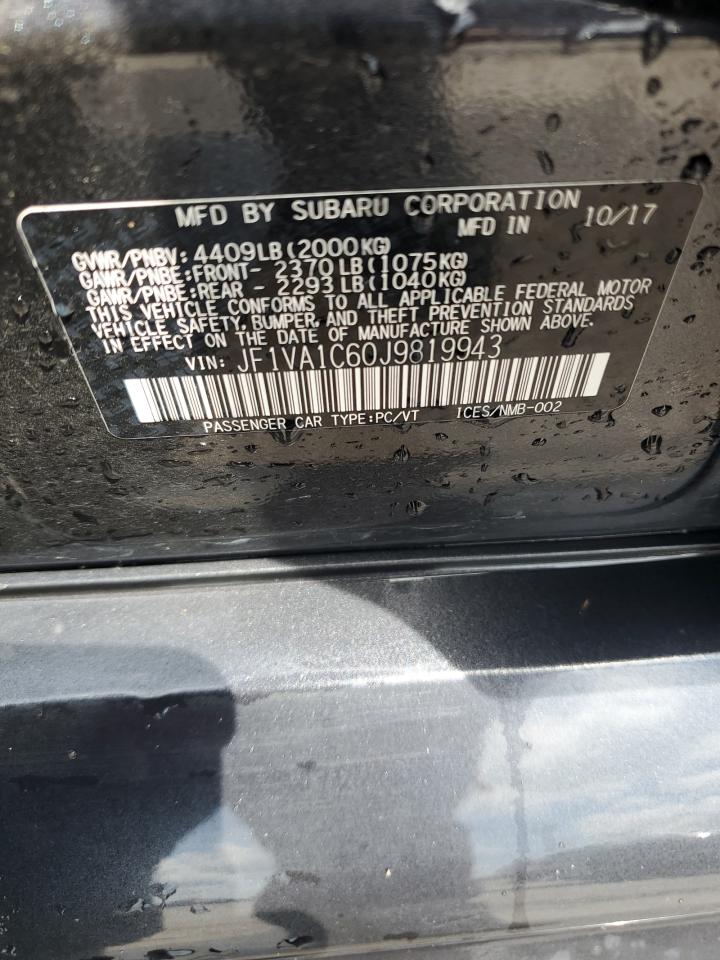 MFD BY SUBARU CORPORATION
MFD IN 10/17
GVWR/PNBV: 4409LB(2000KG)
GAWR/PNBE:FRONT- 2370LB(1075KG)
GAWR/PNBE:REAR - 2293LB(1040KG)
THIS VEHICLE CONFORMS TO ALL APPLICABLE FEDERAL MOTOR
VEHICLE SAFETY, BUMPER, AND THEFT PREVENTION STANDARDS
IN EFFECT ON THE DATE OF MANUFACTURE SHOWN ABOVE.
VIN: JF1VA1C60J9819943
PASSENGER CAR TYPE:PC/VT ICES/NMB-002